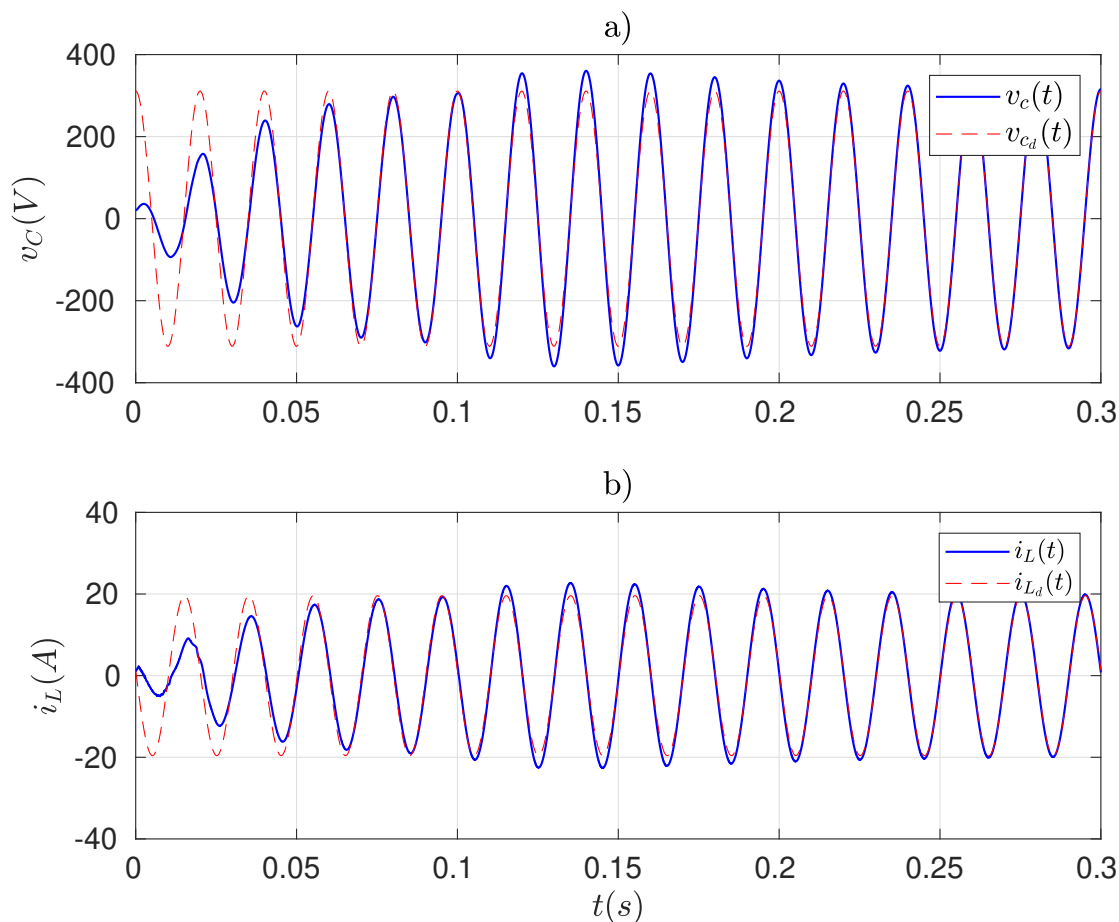 a)
400
200
0
-200
-400
v_C(V)
v_c(t)
v_{c_d}(t)
0 0.05 0.1 0.15 0.2 0.25 0.3
b)
40
20
0
-20
-40
i_L(A)
i_L(t)
i_{L_d}(t)
0 0.05 0.1 0.15 0.2 0.25 0.3
t(s)